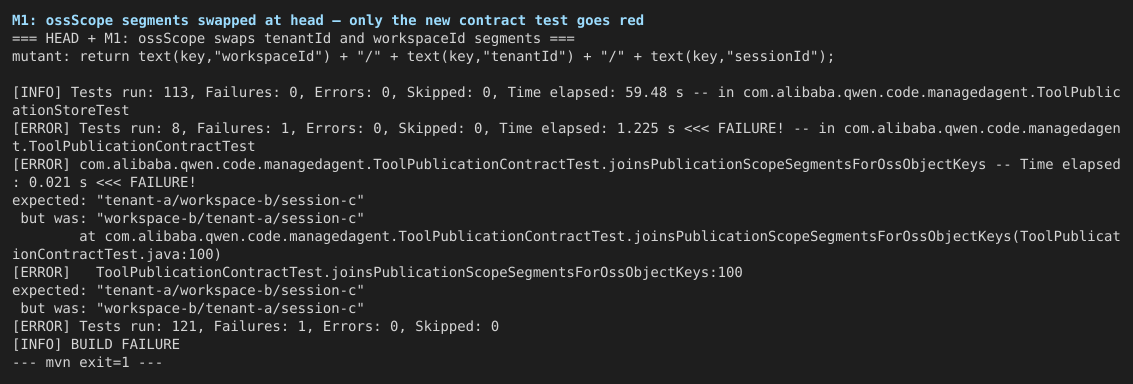 M1: ossScope segments swapped at head — only the new contract test goes red
=== HEAD + M1: ossScope swaps tenantId and workspaceId segments ===
mutant: return text(key,"workspaceId") + "/" + text(key,"tenantId") + "/" + text(key,"sessionId");
[INFO] Tests run: 113, Failures: 0, Errors: 0, Skipped: 0, Time elapsed: 59.48 s -- in com.alibaba.qwen.code.managedagent.ToolPublic
ationStoreTest
[ERROR] Tests run: 8, Failures: 1, Errors: 0, Skipped: 0, Time elapsed: 1.225 s <<< FAILURE! -- in com.alibaba.qwen.code.managedagen
t.ToolPublicationContractTest
[ERROR] com.alibaba.qwen.code.managedagent.ToolPublicationContractTest.joinsPublicationScopeSegmentsForOssObjectKeys -- Time elapsed
: 0.021 s <<< FAILURE!
expected: "tenant-a/workspace-b/session-c"
 but was: "workspace-b/tenant-a/session-c"
        at com.alibaba.qwen.code.managedagent.ToolPublicationContractTest.joinsPublicationScopeSegmentsForOssObjectKeys(ToolPublicat
ionContractTest.java:100)
[ERROR]   ToolPublicationContractTest.joinsPublicationScopeSegmentsForOssObjectKeys:100
expected: "tenant-a/workspace-b/session-c"
 but was: "workspace-b/tenant-a/session-c"
[ERROR] Tests run: 121, Failures: 1, Errors: 0, Skipped: 0
[INFO] BUILD FAILURE
--- mvn exit=1 ---